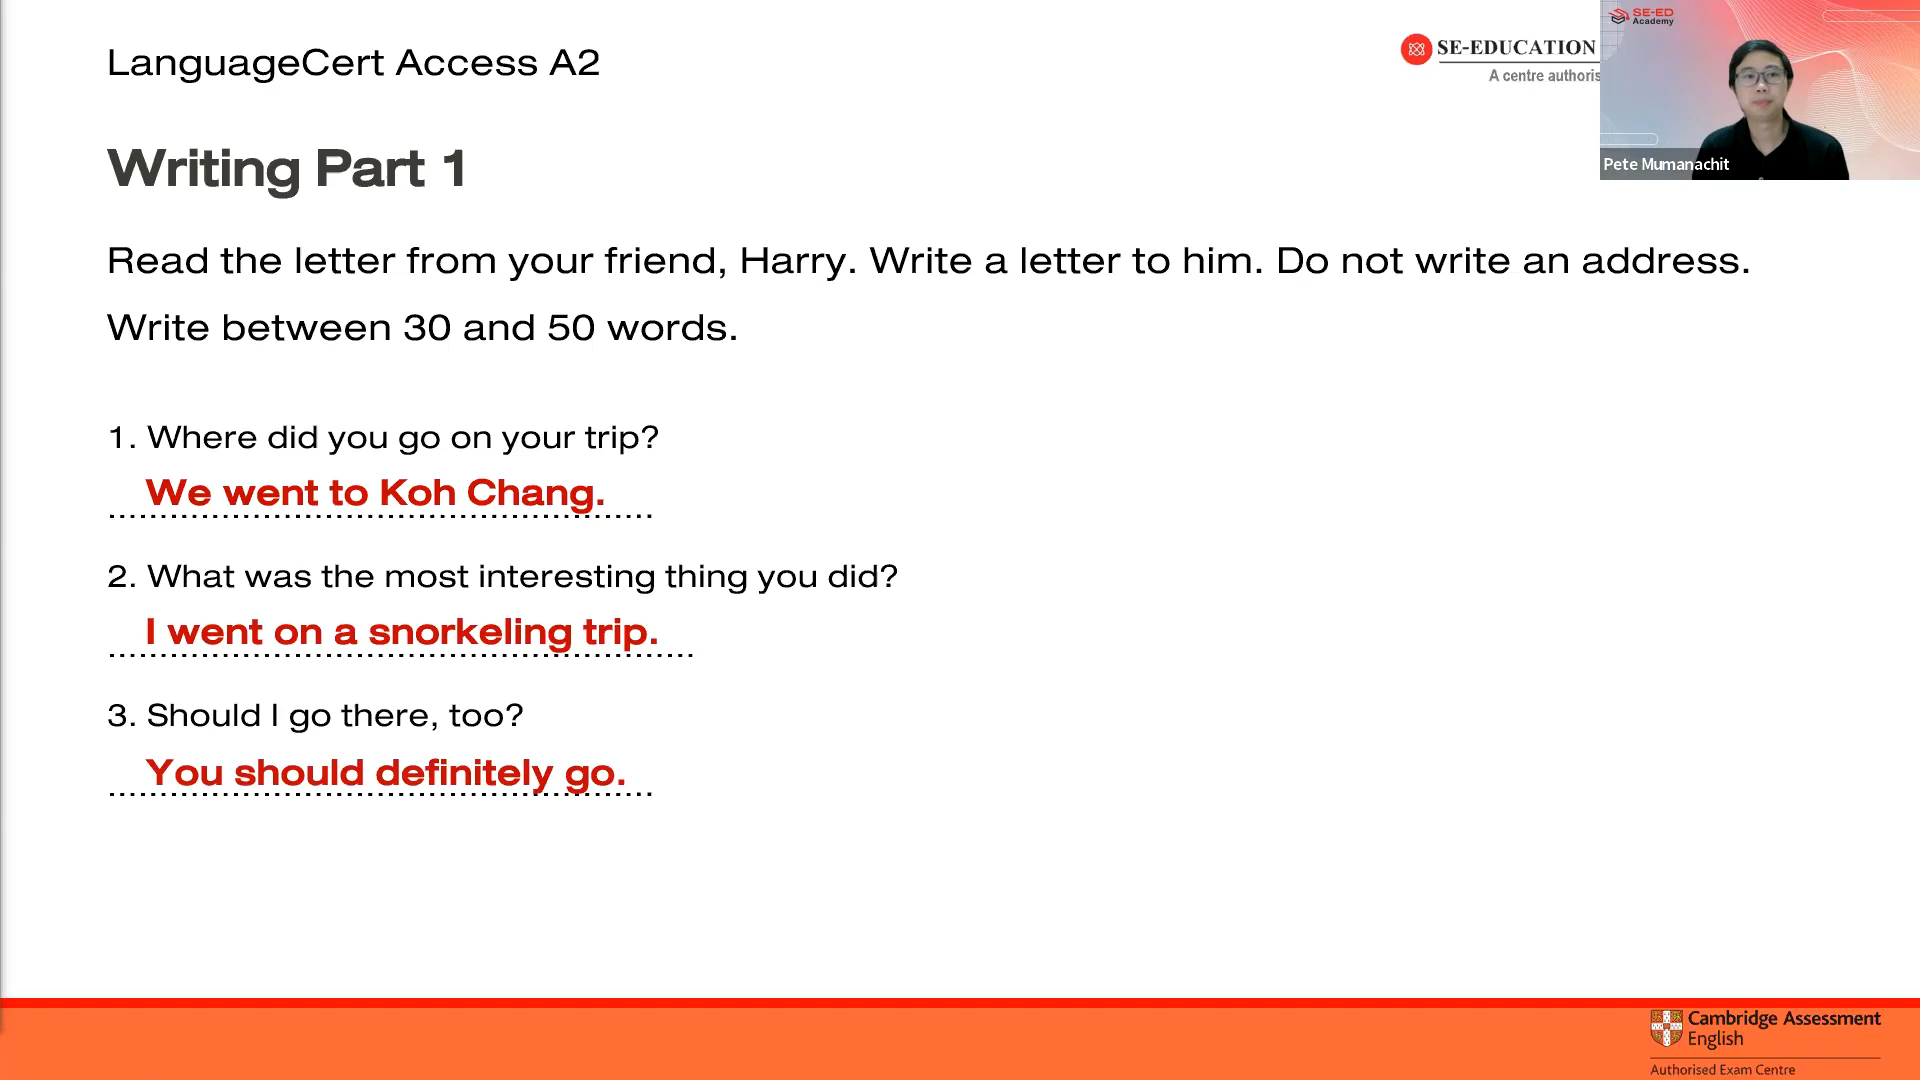 LanguageCert Access A2
SE-EDUCATION
A centre authoris
SE-ED
Academy
Pete Mumanachit
Writing Part 1
Read the letter from your friend, Harry. Write a letter to him. Do not write an address.
Write between 30 and 50 words.
1. Where did you go on your trip?
We went to Koh Chang.
2. What was the most interesting thing you did?
I went on a snorkeling trip.
3. Should I go there, too?
You should definitely go.
Cambridge Assessment
English
Authorised Exam Centre